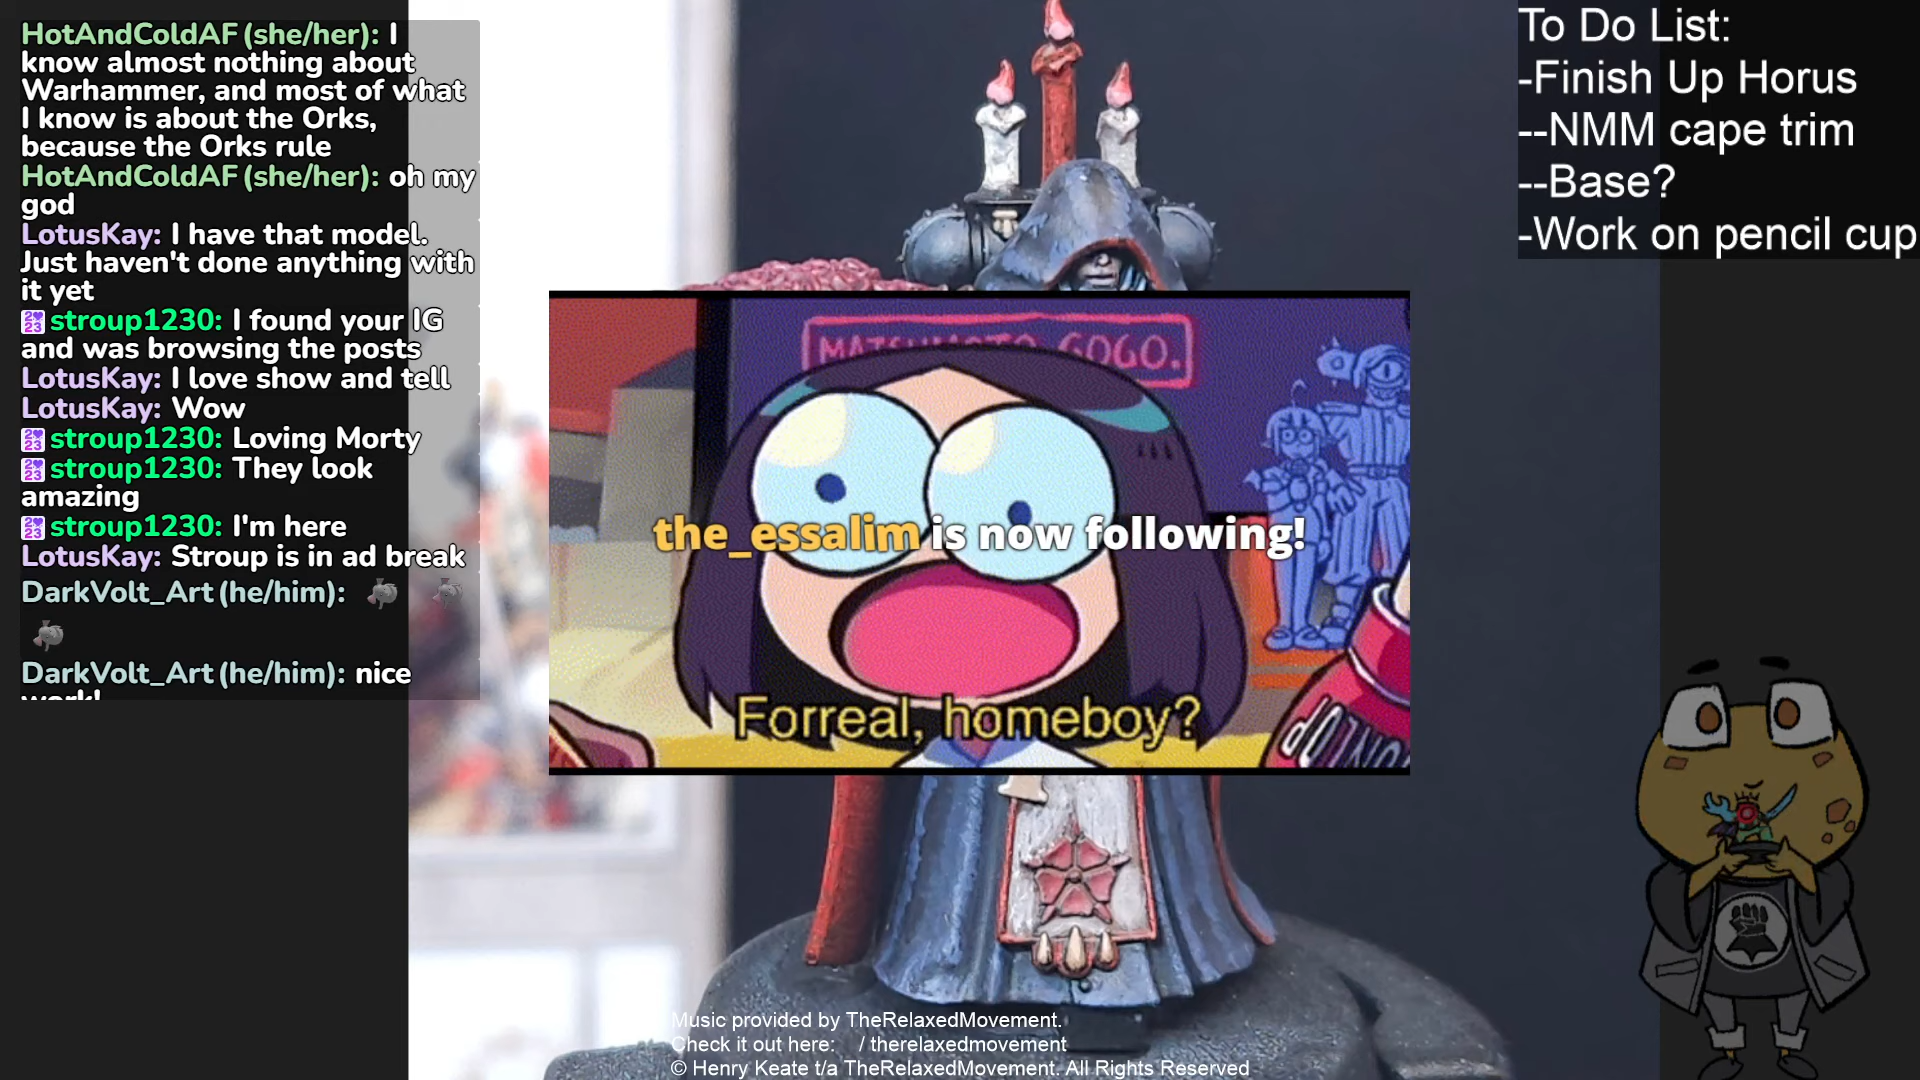 HotAndColdAF (she/her): I
know almost nothing about
Warhammer, and most of what
I know is about the Orks,
because the Orks rule
HotAndColdAF (she/her): oh my
god
LotusKay: I have that model.
Just haven't done anything with
it yet
stroup1230: I found your IG
and was browsing the posts
LotusKay: I love show and tell
LotusKay: Wow
stroup1230: Loving Morty
stroup1230: They look
amazing
stroup1230: I'm here
LotusKay: Stroup is in ad break
DarkVolt_Art (he/him):
DarkVolt_Art (he/him): nice
work!
To Do List:
-Finish Up Horus
--NMM cape trim
--Base?
-Work on pencil cup
MATSUMOTO GOGO.
the_essalim is now following!
Forreal, homeboy?
Music provided by TheRelaxedMovement.
Check it out here: / therelaxedmovement
© Henry Keate t/a TheRelaxedMovement. All Rights Reserved